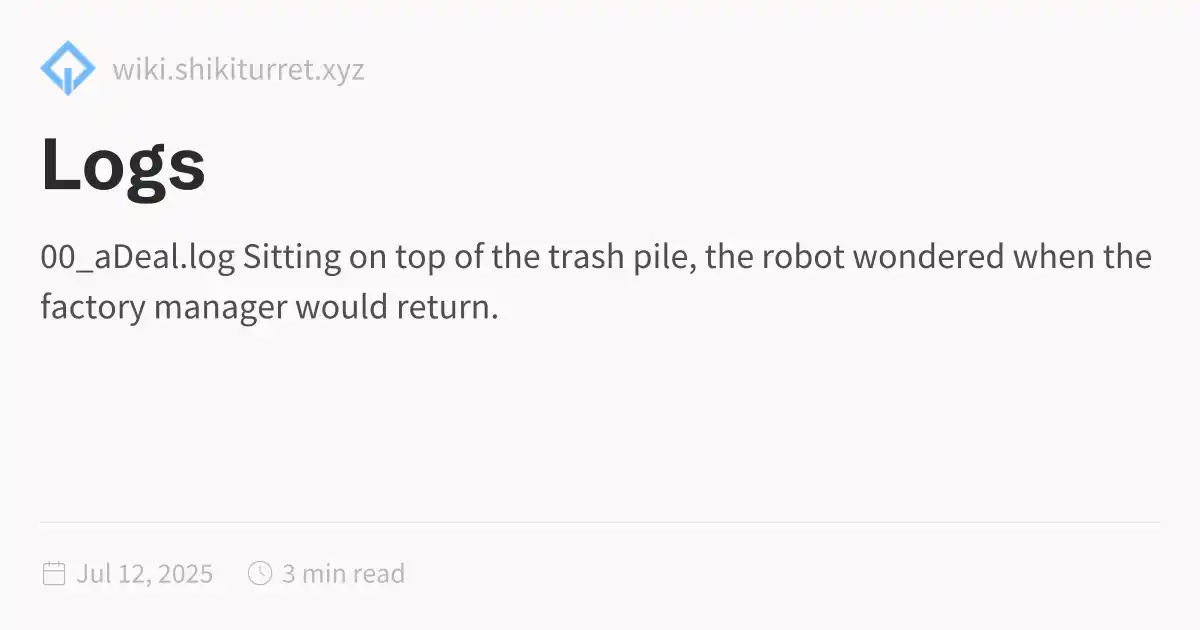 wiki.shikiturret.xyz
Logs
00_aDeal.log Sitting on top of the trash pile, the robot wondered when the
factory manager would return.
Jul 12, 2025 3 min read